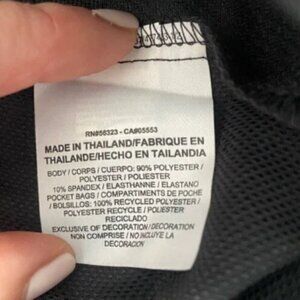 RN#56323 - CA#05553
MADE IN THAILAND/FABRIQUE EN
THAILANDE/HECHO EN TAILANDIA
BODY / CORPS / CUERPO: 90% POLYESTER /
POLYESTER / POLIESTER
10% SPANDEX / ELASTHANNE / ELASTANO
POCKET BAGS / COMPARTIMENTS DE POCHE
/ BOLSILLOS: 100% RECYCLED POLYESTER /
POLYESTER RECYCLE / POLIESTER
RECICLADO
EXCLUSIVE OF DECORATION / DECORATION
NON COMPRISE / NO INCLUYE LA
DECORACION